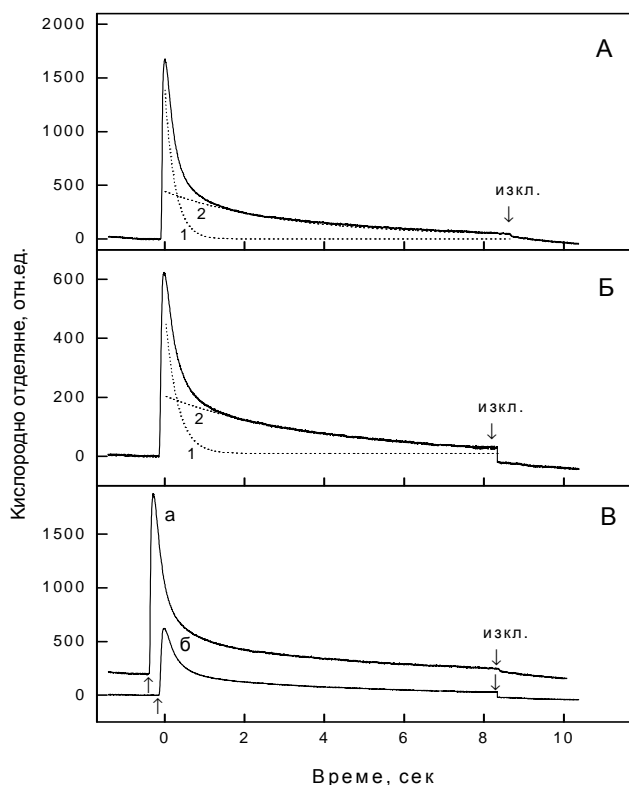 2000
1500
1000
500
0
А
изкл.
1
2
600
400
200
0
Б
изкл.
1
2
Кислородно отделяне, отн.ед.
1500
1000
500
0
В
а
б
изкл.
0 2 4 6 8 10
Време, сек